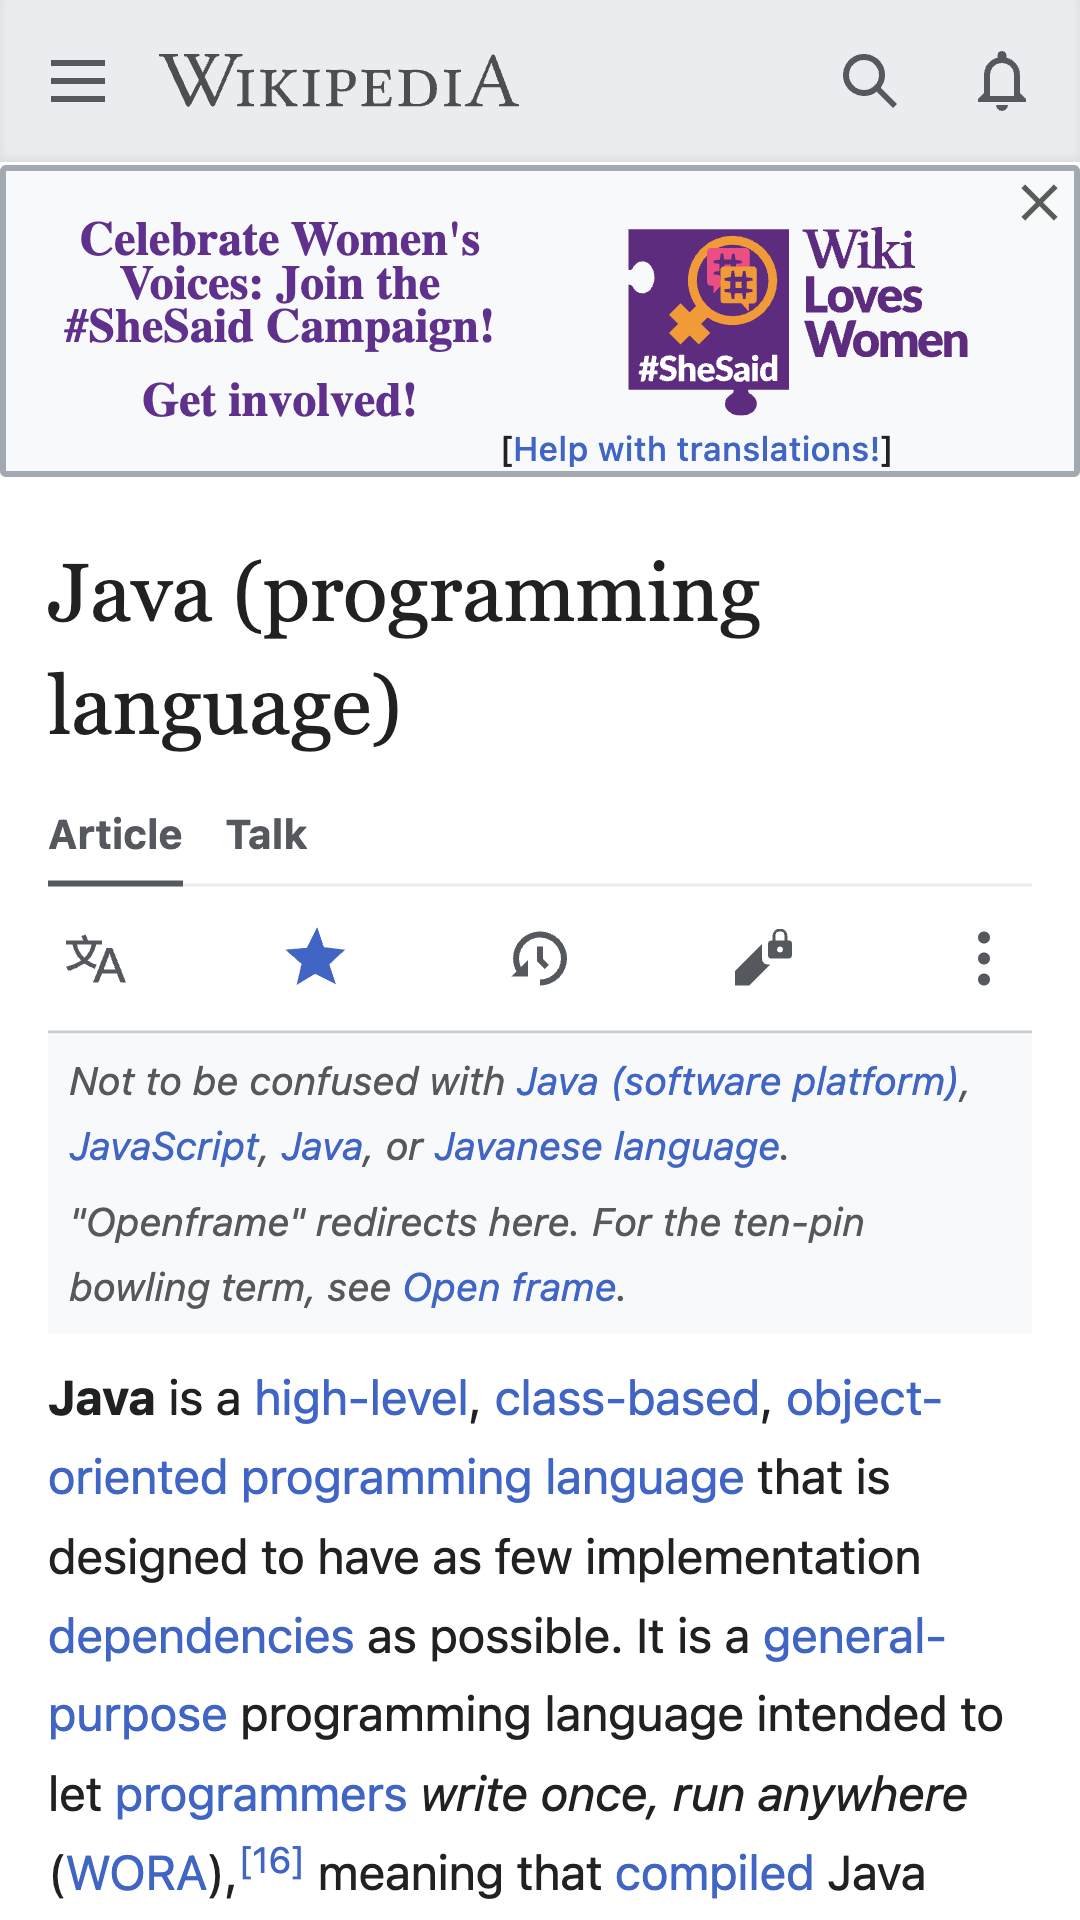 WIKIPEDIA
Celebrate Women's
Voices: Join the
#SheSaid Campaign!
Get involved!
#SheSaid
Wiki
Loves
Women
[Help with translations!]
Java (programming
language)
Article Talk
文A
Not to be confused with Java (software platform),
JavaScript, Java, or Javanese language.
"Openframe" redirects here. For the ten-pin
bowling term, see Open frame.
Java is a high-level, class-based, object-
oriented programming language that is
designed to have as few implementation
dependencies as possible. It is a general-
purpose programming language intended to
let programmers write once, run anywhere
(WORA),[16] meaning that compiled Java